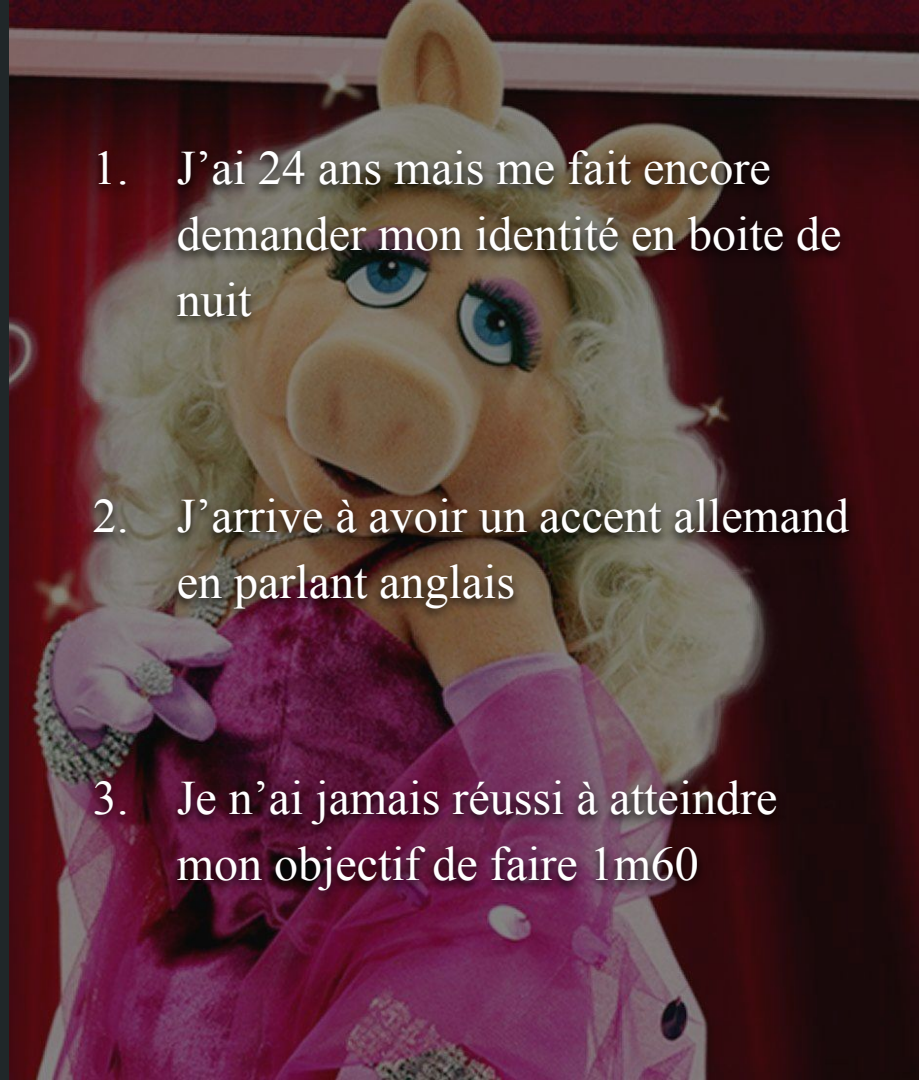 1. J’ai 24 ans mais me fait encore
demander mon identité en boite de
nuit
2. J’arrive à avoir un accent allemand
en parlant anglais
3. Je n’ai jamais réussi à atteindre
mon objectif de faire 1m60